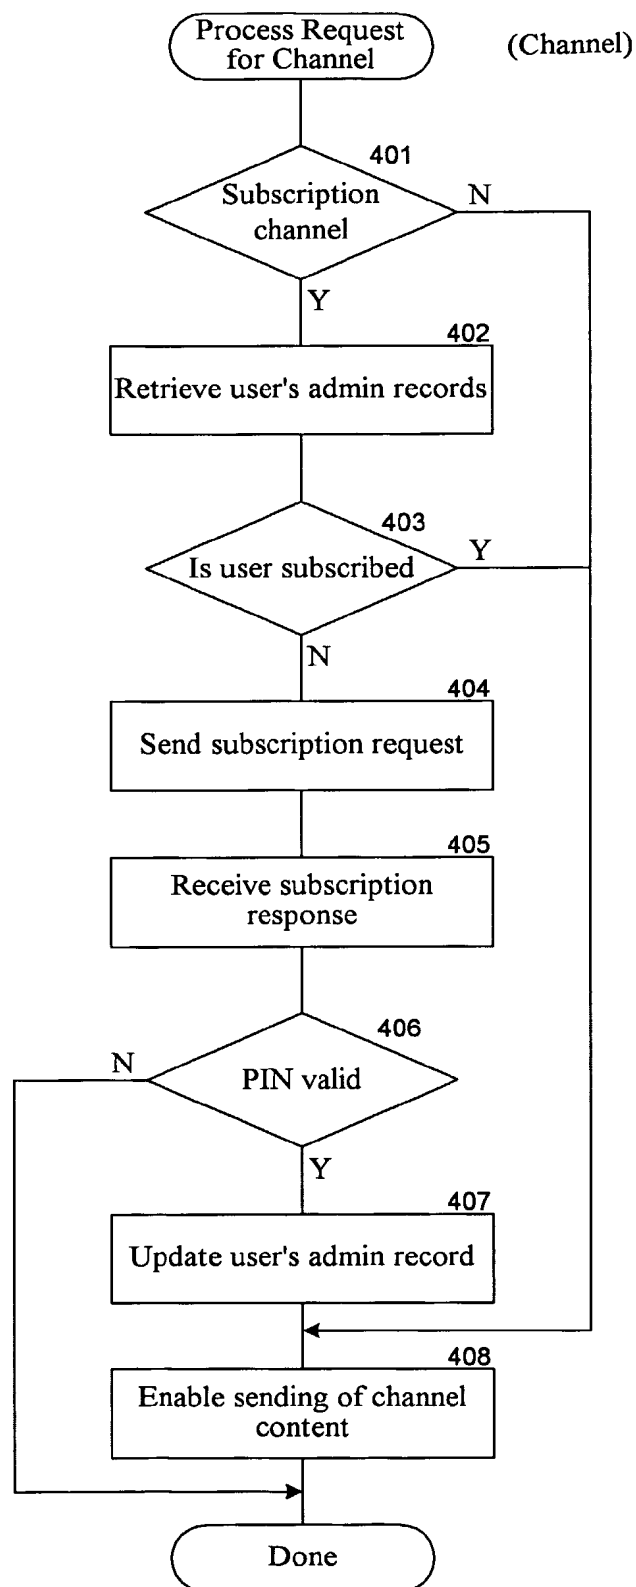 Process Request
for Channel
(Channel)
401
Subscription
channel
N
Y
402
Retrieve user's admin records
403
Is user subscribed
Y
N
404
Send subscription request
405
Receive subscription
response
406
N
PIN valid
Y
407
Update user's admin record
408
Enable sending of channel
content
Done